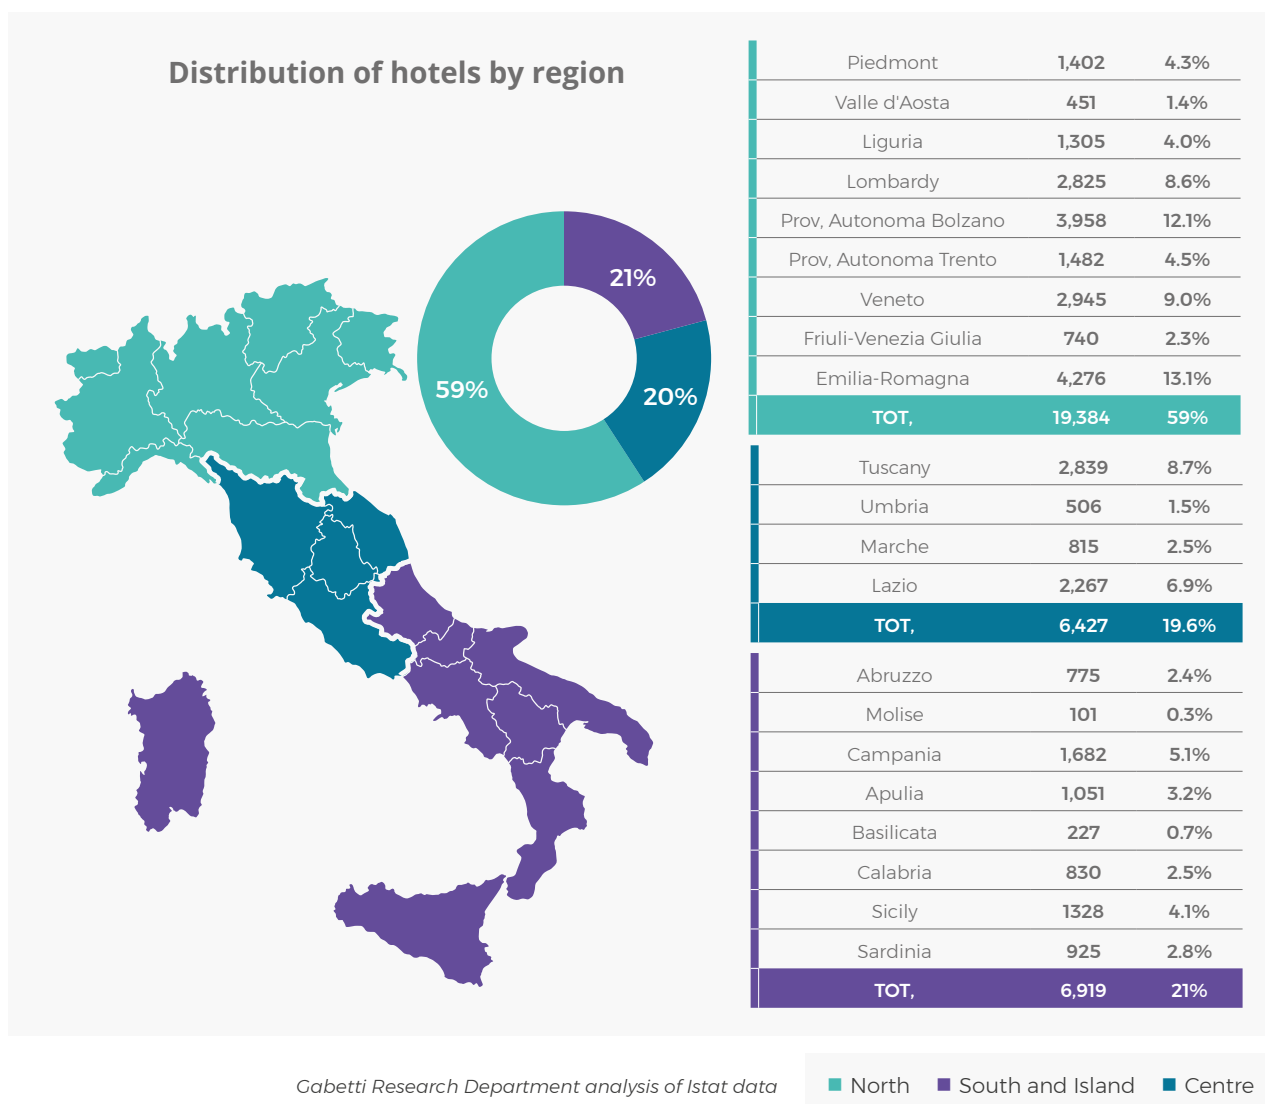 Distribution of hotels by region
21%
20%
59%
Piedmont 1,402 4.3%
Valle d'Aosta 451 1.4%
Liguria 1,305 4.0%
Lombardy 2,825 8.6%
Prov, Autonoma Bolzano 3,958 12.1%
Prov, Autonoma Trento 1,482 4.5%
Veneto 2,945 9.0%
Friuli-Venezia Giulia 740 2.3%
Emilia-Romagna 4,276 13.1%
TOT, 19,384 59%
Tuscany 2,839 8.7%
Umbria 506 1.5%
Marche 815 2.5%
Lazio 2,267 6.9%
TOT, 6,427 19.6%
Abruzzo 775 2.4%
Molise 101 0.3%
Campania 1,682 5.1%
Apulia 1,051 3.2%
Basilicata 227 0.7%
Calabria 830 2.5%
Sicily 1328 4.1%
Sardinia 925 2.8%
TOT, 6,919 21%
Gabetti Research Department analysis of Istat data
North South and Island Centre